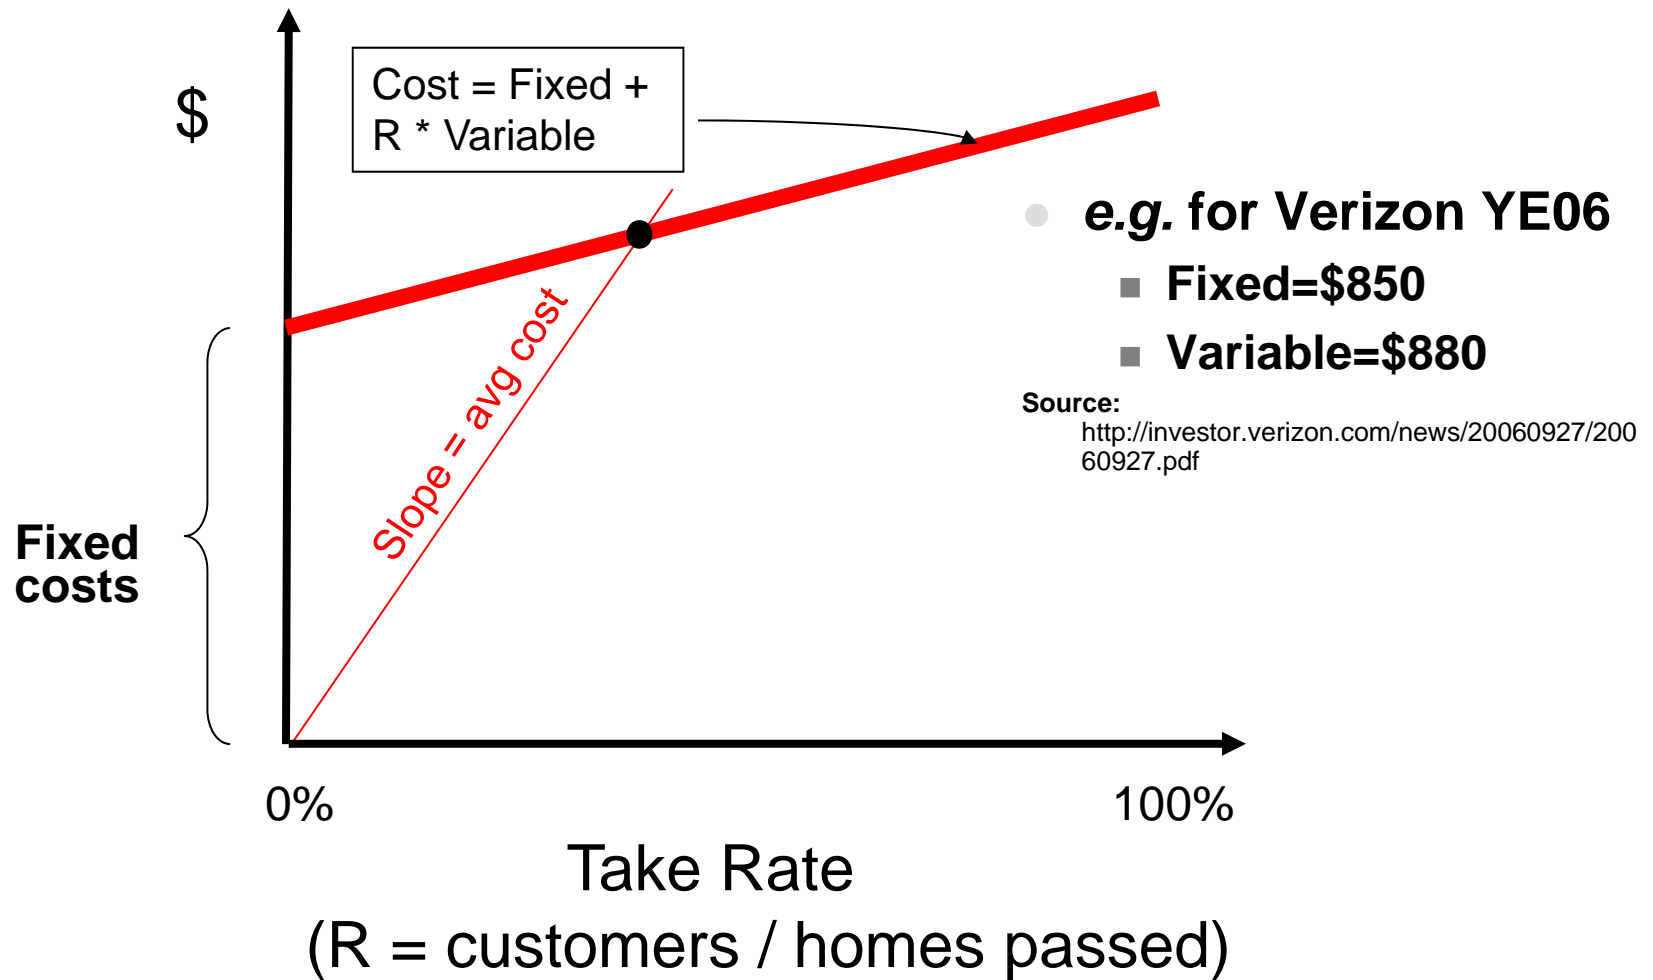 $
Cost = Fixed +
R * Variable
Slope = avg cost
Fixed
costs
0%
100%
Take Rate
(R = customers / homes passed)
e.g. for Verizon YE06
Fixed=$850
Variable=$880
Source:
http://investor.verizon.com/news/20060927/200
60927.pdf